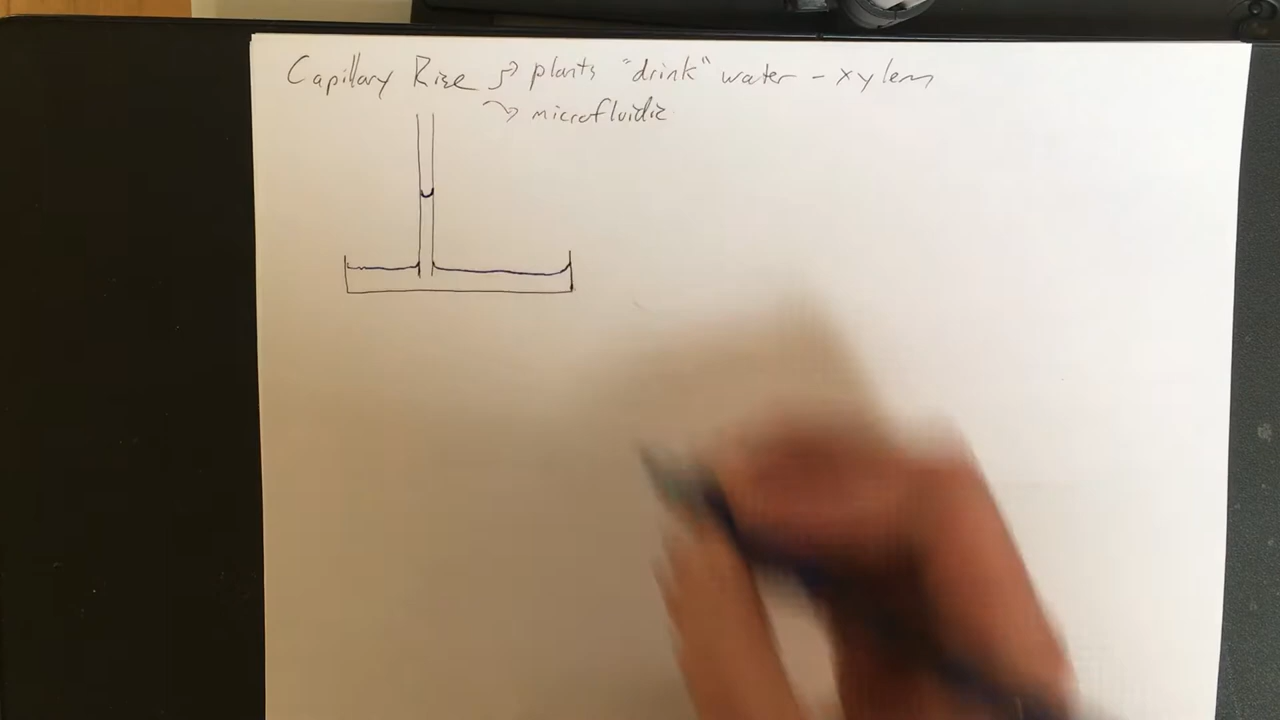 Capillary Rise → plants "drink" water - xylem
→ microfluidic